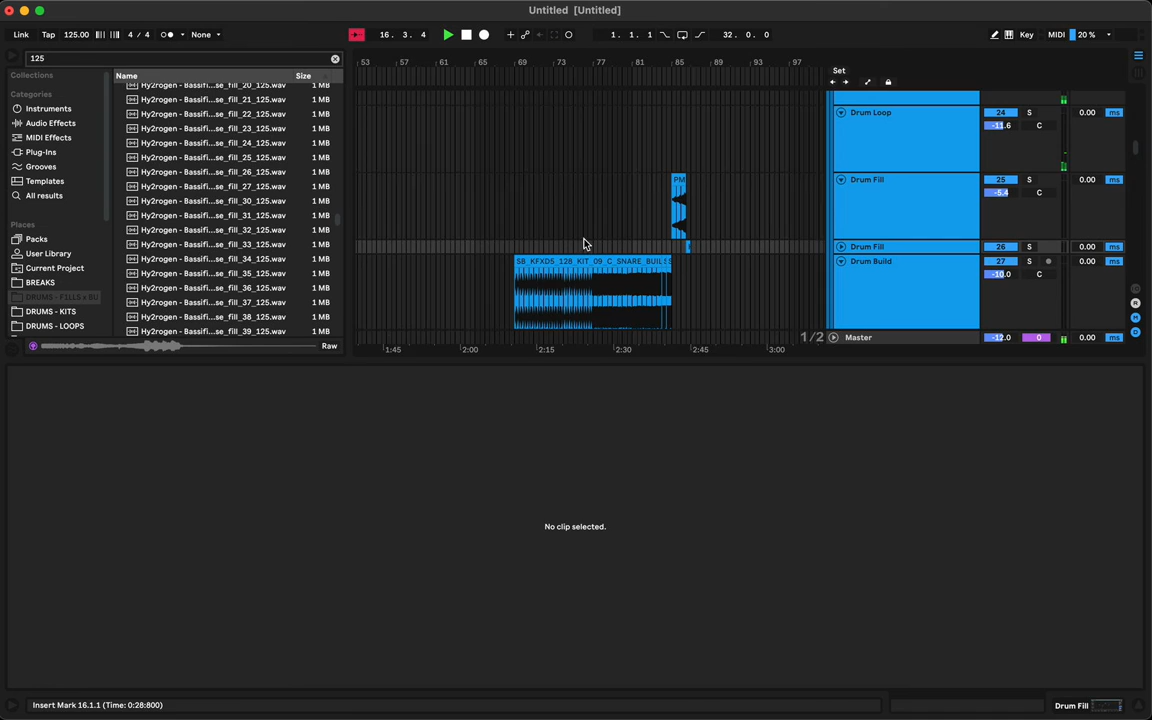 Untitled [Untitled]
Link Tap 125.00 4 / 4 None 16 . 3 . 4 1 . 1 . 1 32 . 0 . 0 Key MIDI 20 %
125
Collections
Categories
Instruments
Audio Effects
MIDI Effects
Plug-Ins
Grooves
Templates
All results
Places
Packs
User Library
Current Project
BREAKS
DRUMS - FILLS x BU
DRUMS - KITS
DRUMS - LOOPS
Name Size
Hy2rogen - Bassifi...se_fill_20_125.wav 1 MB
Hy2rogen - Bassifi...se_fill_21_125.wav 1 MB
Hy2rogen - Bassifi...se_fill_22_125.wav 1 MB
Hy2rogen - Bassifi...se_fill_23_125.wav 1 MB
Hy2rogen - Bassifi...se_fill_24_125.wav 1 MB
Hy2rogen - Bassifi...se_fill_25_125.wav 1 MB
Hy2rogen - Bassifi...se_fill_26_125.wav 1 MB
Hy2rogen - Bassifi...se_fill_27_125.wav 1 MB
Hy2rogen - Bassifi...se_fill_30_125.wav 1 MB
Hy2rogen - Bassifi...se_fill_31_125.wav 1 MB
Hy2rogen - Bassifi...se_fill_32_125.wav 1 MB
Hy2rogen - Bassifi...se_fill_33_125.wav 1 MB
Hy2rogen - Bassifi...se_fill_34_125.wav 1 MB
Hy2rogen - Bassifi...se_fill_35_125.wav 1 MB
Hy2rogen - Bassifi...se_fill_36_125.wav 1 MB
Hy2rogen - Bassifi...se_fill_37_125.wav 1 MB
Hy2rogen - Bassifi...se_fill_38_125.wav 1 MB
Hy2rogen - Bassifi...se_fill_39_125.wav 1 MB
Raw
53 57 61 65 69 73 77 81 85 89 93 97
Set
PM
SB_KFXD5_128_KIT_09_C_SNARE_BUIL
1:45 2:00 2:15 2:30 2:45 3:00
1/2
Drum Loop 24 S 0.00 ms
-11.6 C
Drum Fill 25 S 0.00 ms
-5.4 C
Drum Fill 26 S 0.00 ms
Drum Build 27 S 0.00 ms
-10.0 C
Master -12.0 0 0.00 ms
R
M
D
No clip selected.
Insert Mark 16.1.1 (Time: 0:28:800)
Drum Fill